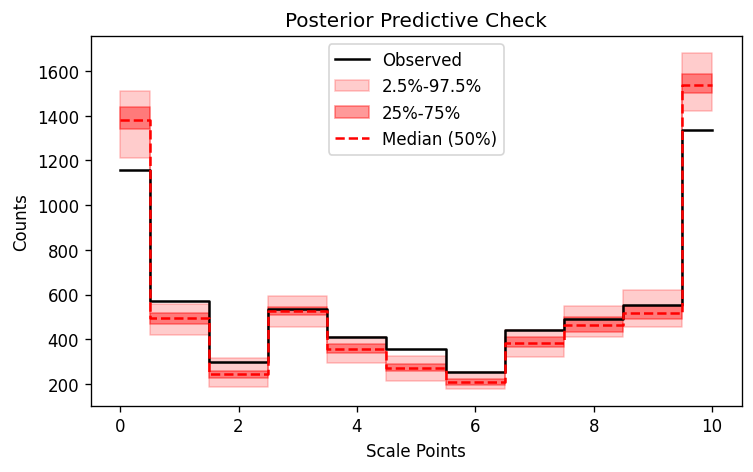 Posterior Predictive Check
Observed
2.5%-97.5%
25%-75%
Median (50%)
1600
1400
1200
1000
800
600
400
200
Counts
0 2 4 6 8 10
Scale Points